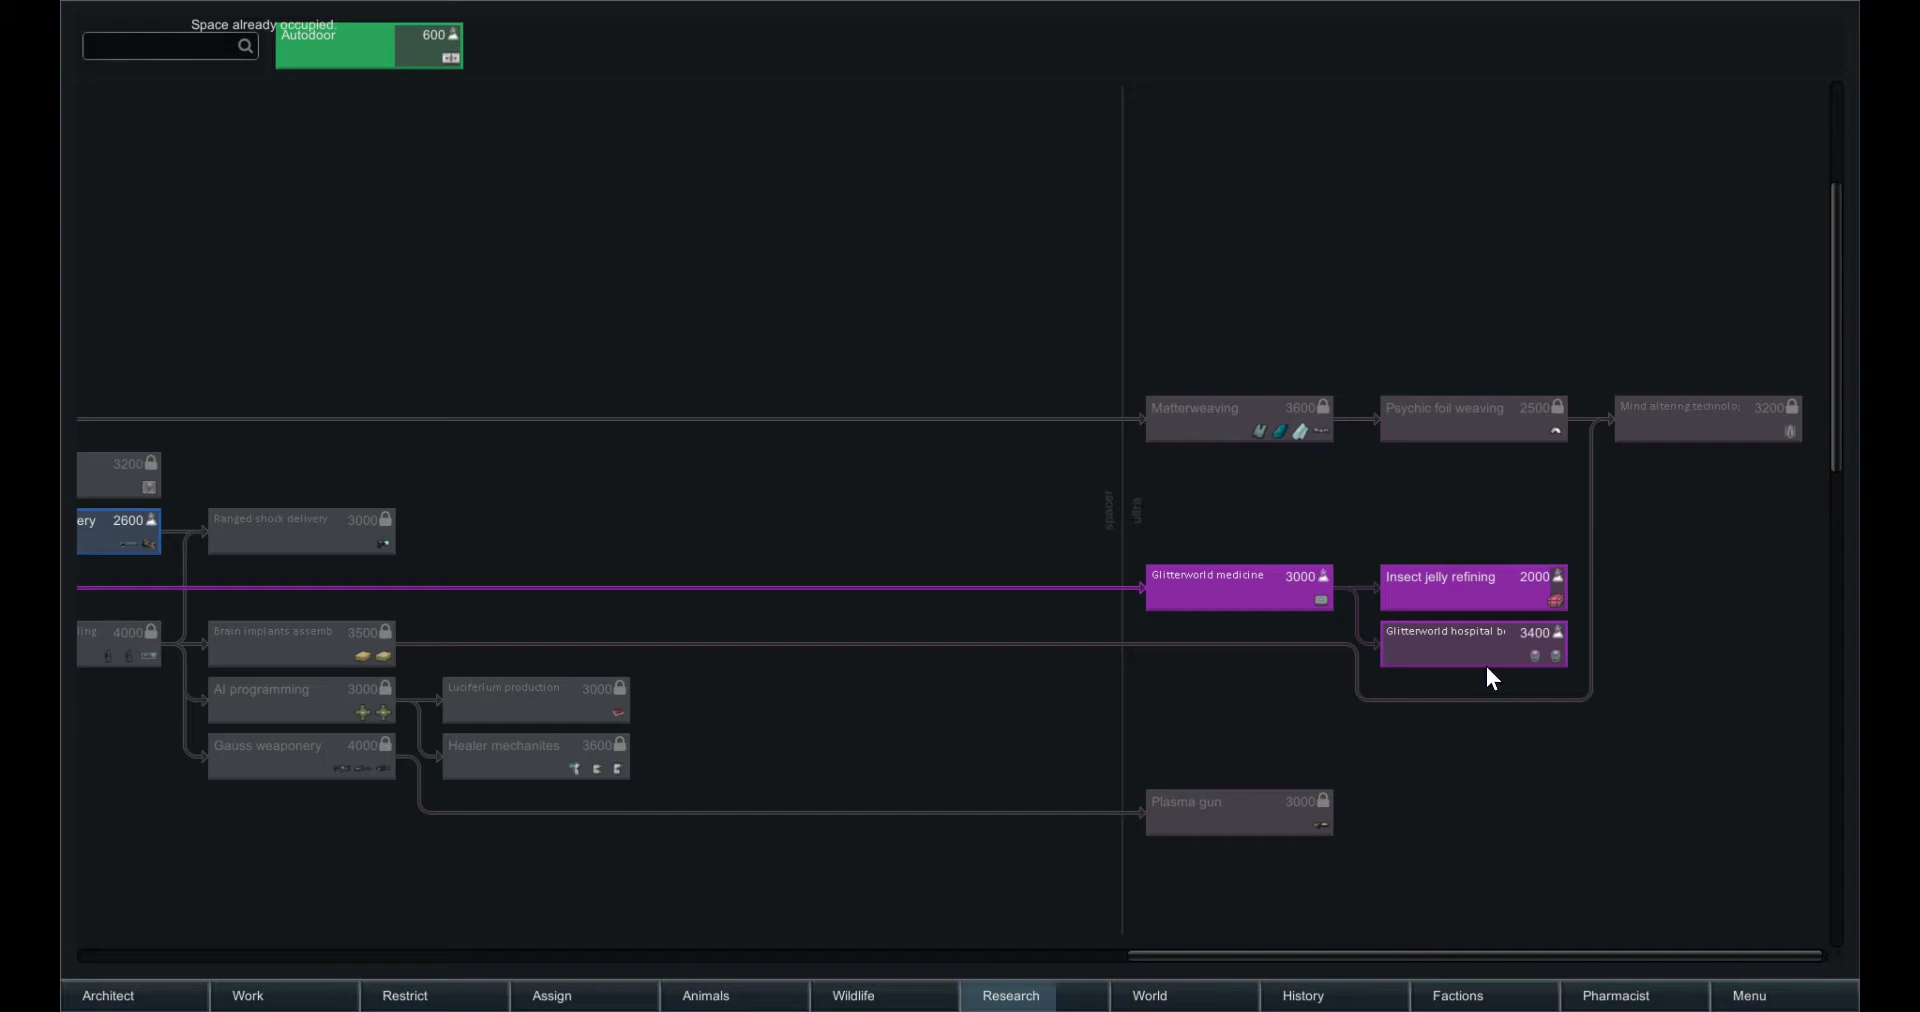 Space already occupied.
Autodoor 600
Matterweaving 3600
Psychic foil weaving 2500
Mind altering technolo 3200
3200
spacer
ultra
ery 2600
Ranged shock delivery 3000
Glitterworld medicine 3000
Insect jelly refining 2000
ling 4000
Brain implants assemb 3500
Glitterworld hospital b 3400
AI programming 3000
Luciferium production 3000
Gauss weaponery 4000
Healer mechanites 3600
Plasma gun 3000
Architect
Work
Restrict
Assign
Animals
Wildlife
Research
World
History
Factions
Pharmacist
Menu